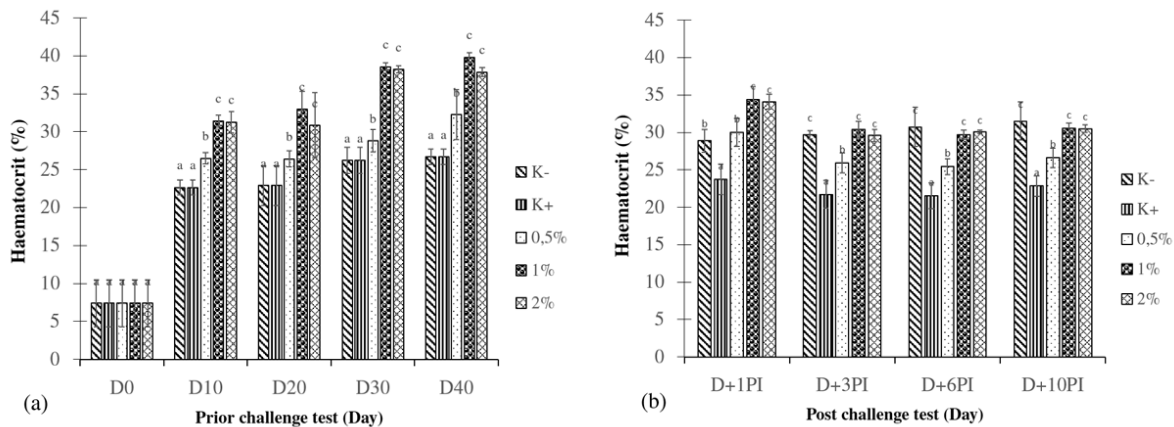 Haematocrit (%)
45
40
35
30
25
20
15
10
5
0
a a a a a
a a b c c
a a b c c
a a b c c
a a b c c
D0 D10 D20 D30 D40
Prior challenge test (Day)
K-
K+
0,5%
1%
2%
(a)
Haematocrit (%)
45
40
35
30
25
20
15
10
5
0
b a b c c
c a b c c
c a b c c
c a b c c
D+1PI D+3PI D+6PI D+10PI
Post challenge test (Day)
K-
K+
0,5%
1%
2%
(b)